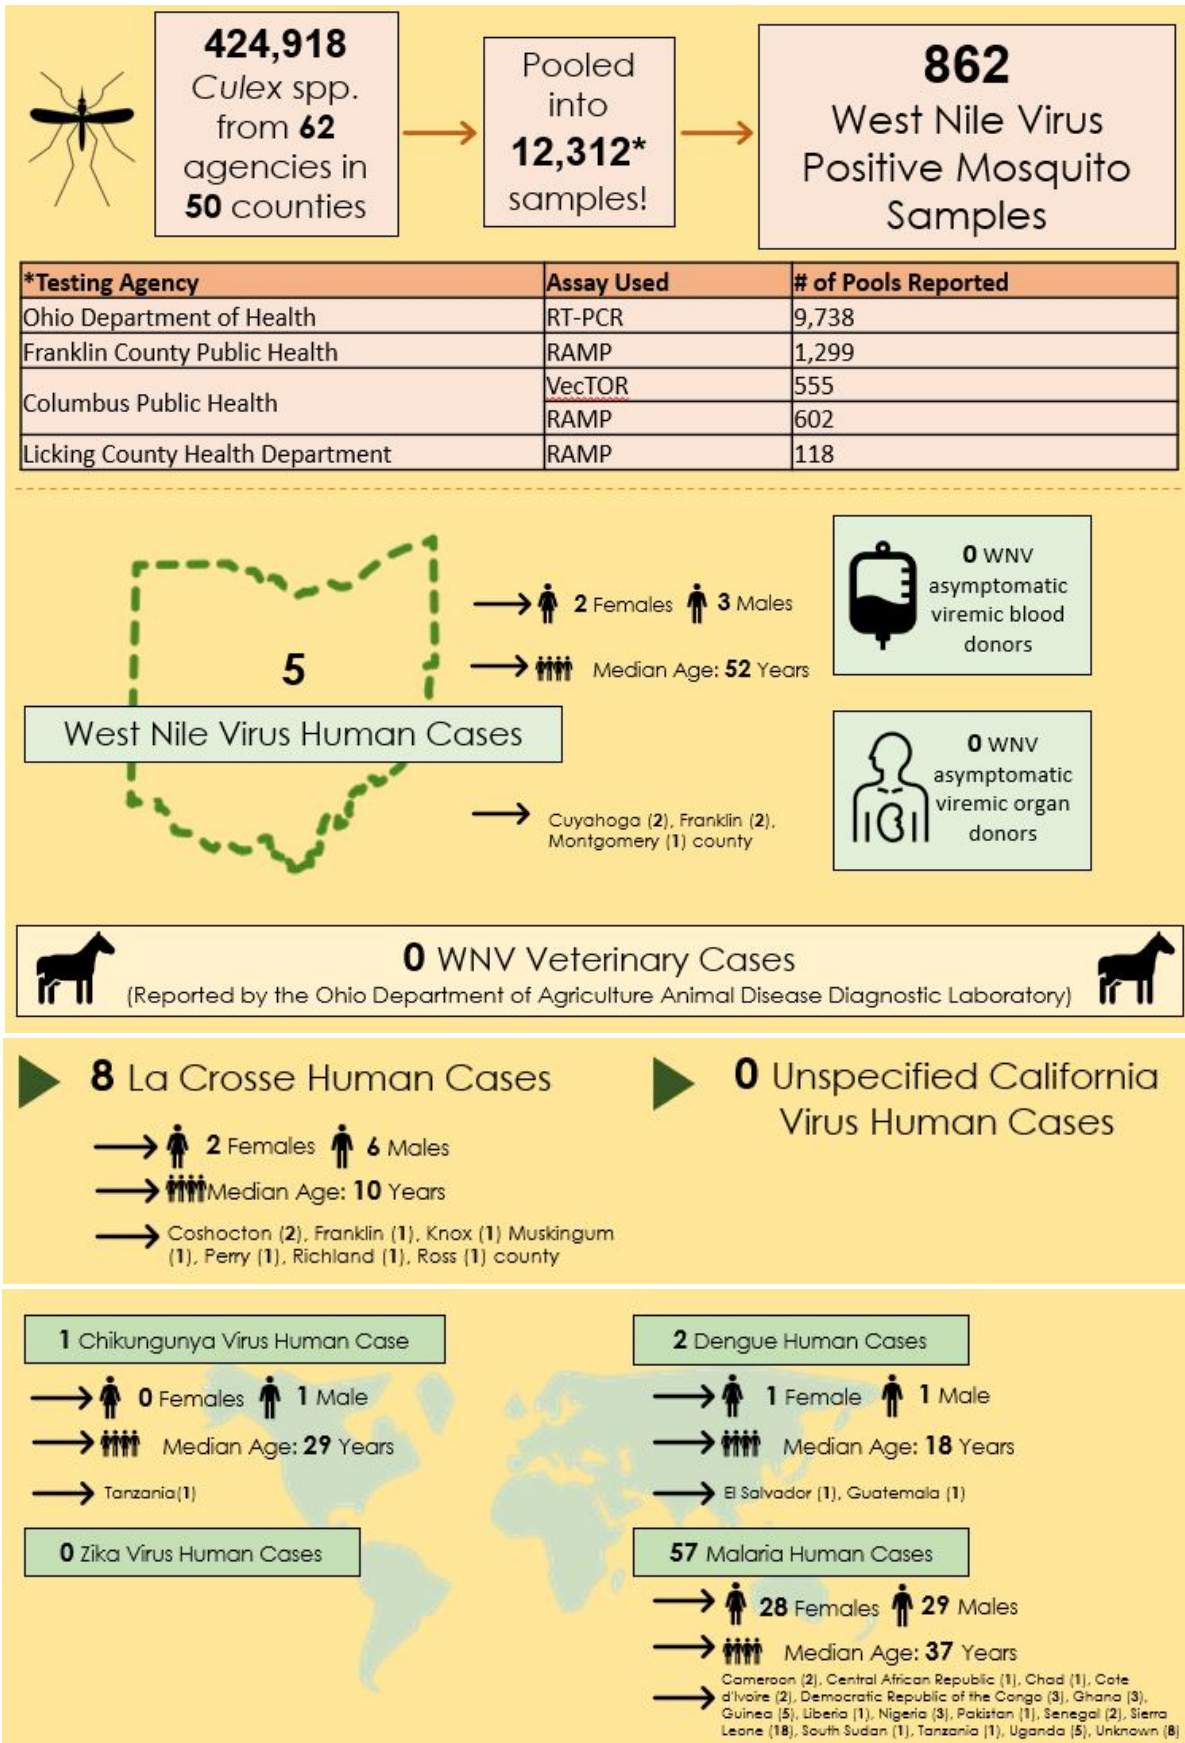 424,918
Culex spp.
from 62
agencies in
50 counties
Pooled
into
12,312*
samples!
862
West Nile Virus
Positive Mosquito
Samples
*Testing Agency Assay Used # of Pools Reported
Ohio Department of Health RT-PCR 9,738
Franklin County Public Health RAMP 1,299
Columbus Public Health VecTOR 555
RAMP 602
Licking County Health Department RAMP 118
5
West Nile Virus Human Cases
2 Females 3 Males
Median Age: 52 Years
Cuyahoga (2), Franklin (2),
Montgomery (1) county
0 WNV
asymptomatic
viremic blood
donors
0 WNV
asymptomatic
viremic organ
donors
0 WNV Veterinary Cases
(Reported by the Ohio Department of Agriculture Animal Disease Diagnostic Laboratory)
8 La Crosse Human Cases
2 Females 6 Males
Median Age: 10 Years
Coshocton (2), Franklin (1), Knox (1) Muskingum
(1), Perry (1), Richland (1), Ross (1) county
0 Unspecified California
Virus Human Cases
1 Chikungunya Virus Human Case
0 Females 1 Male
Median Age: 29 Years
Tanzania(1)
2 Dengue Human Cases
1 Female 1 Male
Median Age: 18 Years
El Salvador (1), Guatemala (1)
0 Zika Virus Human Cases
57 Malaria Human Cases
28 Females 29 Males
Median Age: 37 Years
Cameroon (2), Central African Republic (1), Chad (1), Cote
d'Ivoire (2), Democratic Republic of the Congo (3), Ghana (3),
Guinea (5), Liberia (1), Nigeria (3), Pakistan (1), Senegal (2), Sierra
Leone (18), South Sudan (1), Tanzania (1), Uganda (5), Unknown (8)